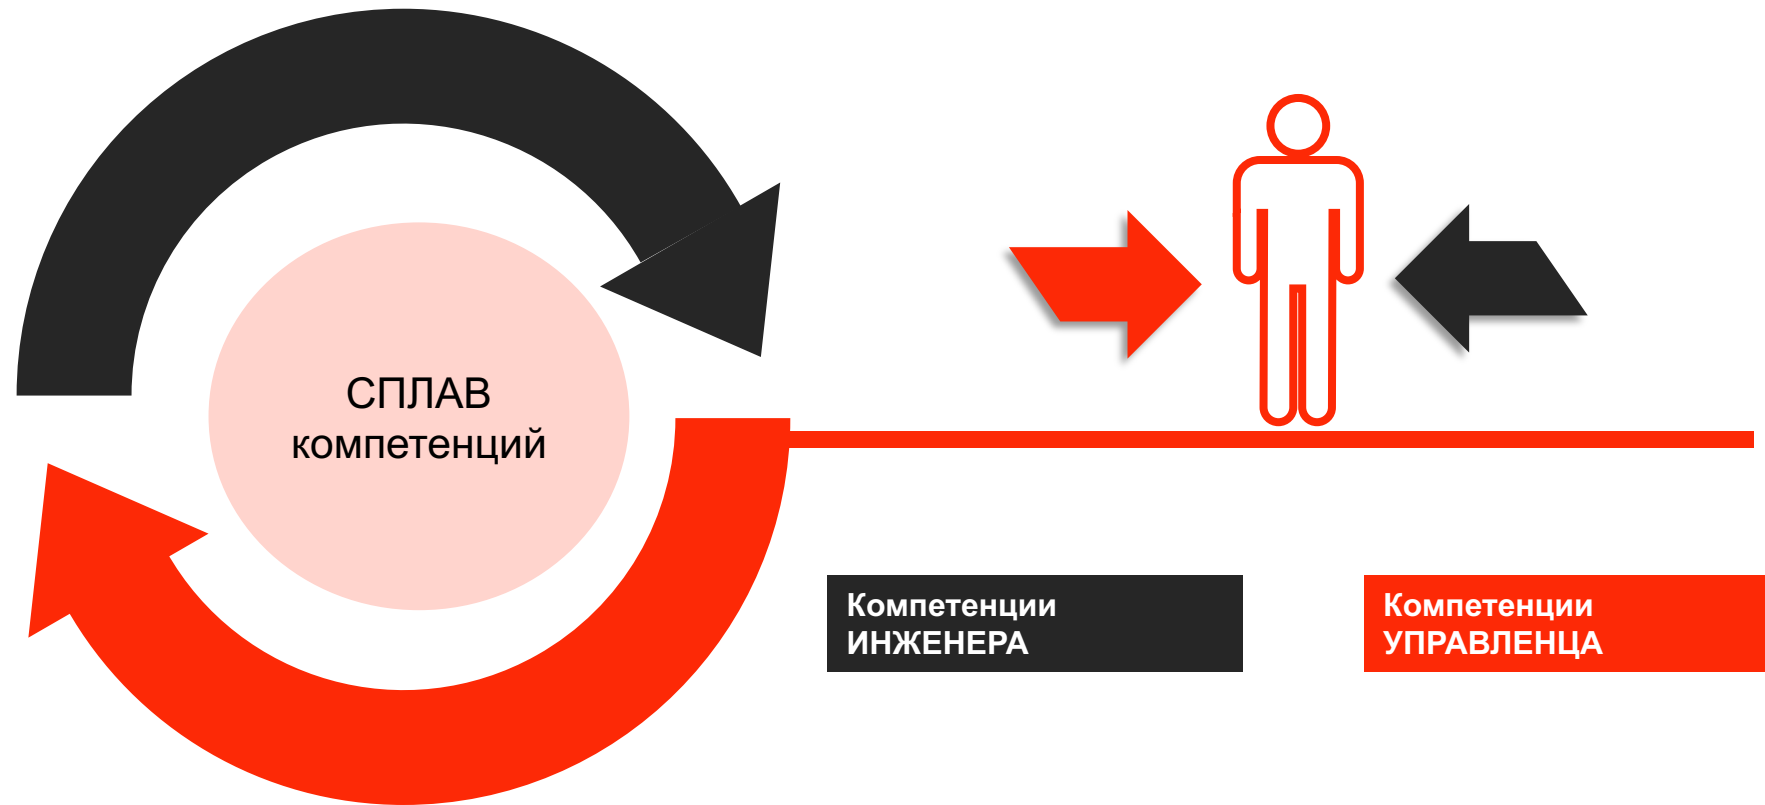 СПЛАВ
компетенций
Компетенции
ИНЖЕНЕРА
Компетенции
УПРАВЛЕНЦА